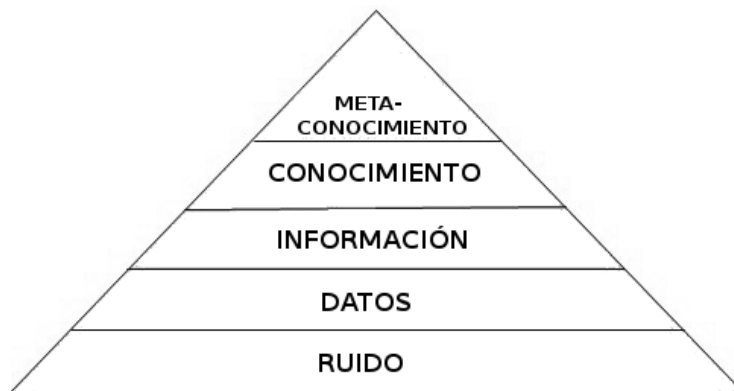 META-
CONOCIMIENTO
CONOCIMIENTO
INFORMACIÓN
DATOS
RUIDO